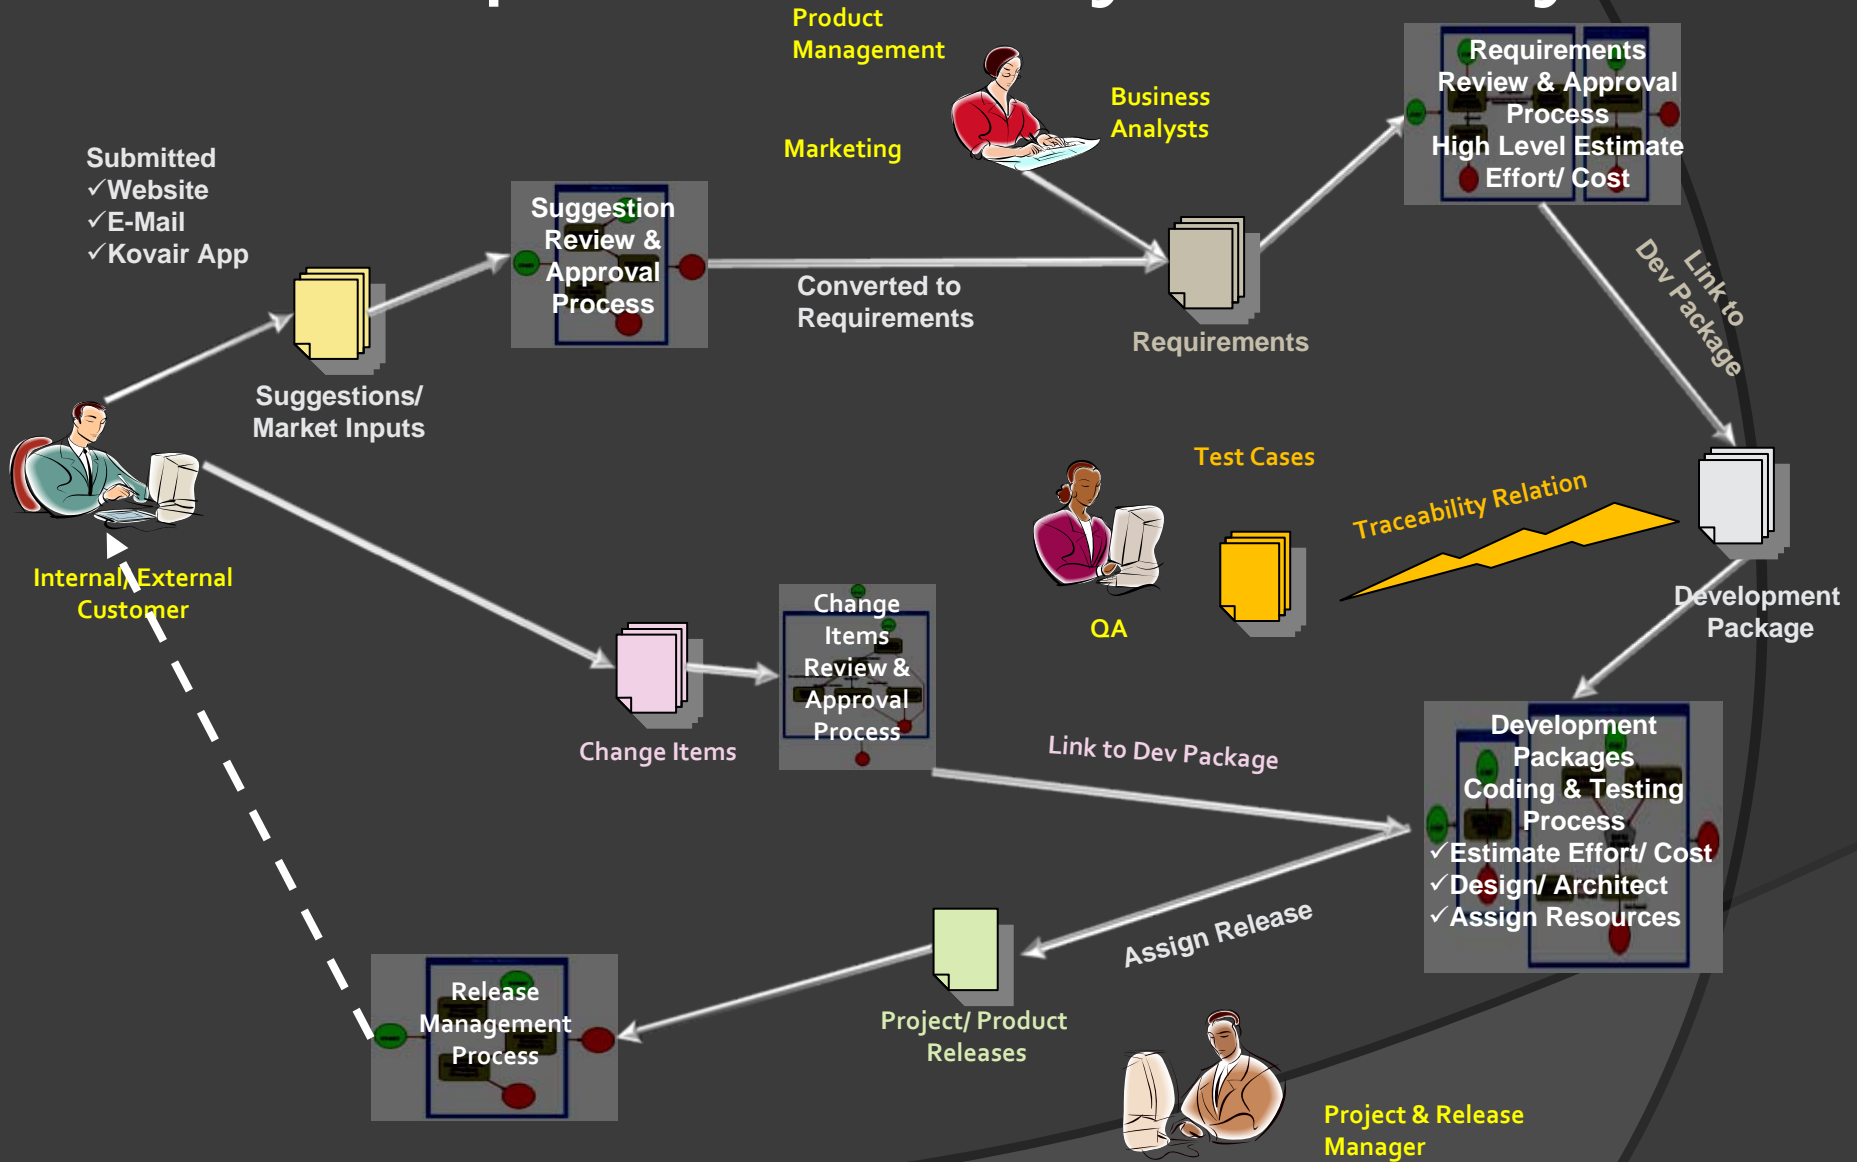 Product
Management
Business
Analysts
Marketing
Requirements
Review & Approval
Process
High Level Estimate
Effort/ Cost
Submitted
✓Website
✓E-Mail
✓Kovair App
Suggestion
Review &
Approval
Process
Converted to
Requirements
Requirements
Link to
Dev Package
Suggestions/
Market Inputs
Internal/ External
Customer
Test Cases
Traceability Relation
QA
Development
Package
Change
Items
Review &
Approval
Process
Change Items
Link to Dev Package
Development
Packages
Coding & Testing
Process
✓Estimate Effort/ Cost
✓Design/ Architect
✓Assign Resources
Assign Release
Release
Management
Process
Project/ Product
Releases
Project & Release
Manager